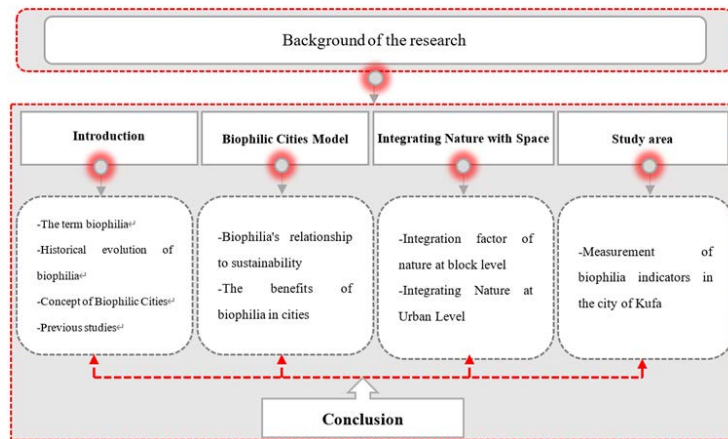 Background of the research
Introduction
Biophilic Cities Model
Integrating Nature with Space
Study area
-The term biophilia↵
-Historical evolution of
biophilia↵
-Concept of Biophilic Cities↵
-Previous studies↵
-Biophilia's relationship
to sustainability
-The benefits of
biophilia in cities
-Integration factor of
nature at block level
-Integrating Nature at
Urban Level
-Measurement of
biophilia indicators in
the city of Kufa
Conclusion